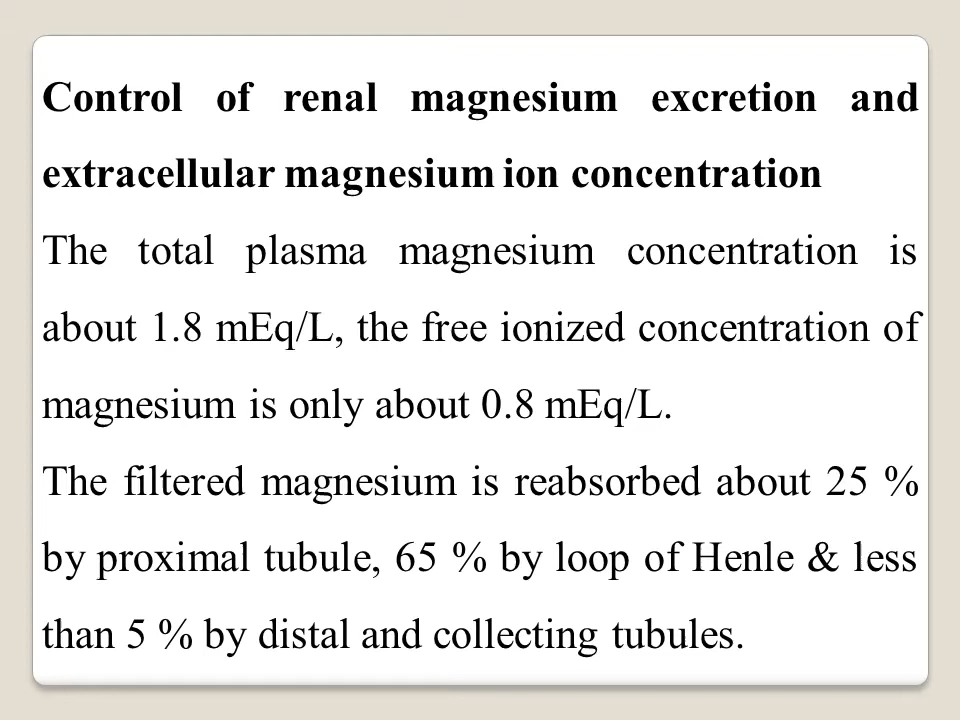 Control of renal magnesium excretion and
extracellular magnesium ion concentration
The total plasma magnesium concentration is
about 1.8 mEq/L, the free ionized concentration of
magnesium is only about 0.8 mEq/L.
The filtered magnesium is reabsorbed about 25 %
by proximal tubule, 65 % by loop of Henle & less
than 5 % by distal and collecting tubules.